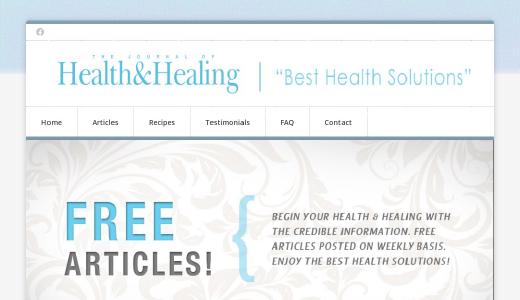 THE JOURNAL OF
Health&Healing
"Best Health Solutions"
Home Articles Recipes Testimonials FAQ Contact
FREE
ARTICLES!
BEGIN YOUR HEALTH & HEALING WITH
THE CREDIBLE INFORMATION. FREE
ARTICLES POSTED ON WEEKLY BASIS.
ENJOY THE BEST HEALTH SOLUTIONS!